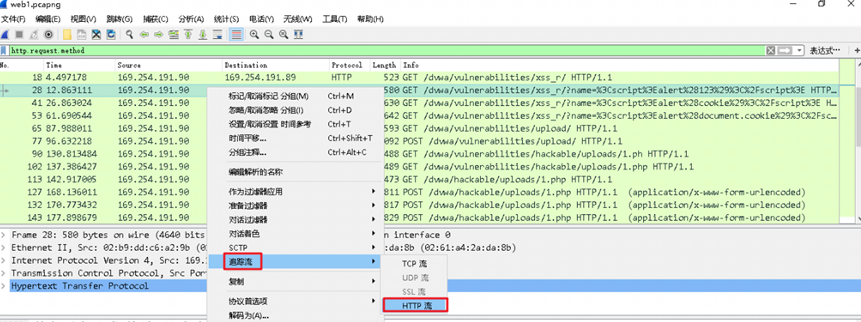 web1.pcapng
文件(F) 编辑(E) 视图(V) 跳转(G) 捕获(C) 分析(A) 统计(S) 电话(Y) 无线(W) 工具(T) 帮助(H)
http.request.method 表达式…
No. Time Source Destination Protocol Length Info
18 4.497178 169.254.191.90 169.254.191.89 HTTP 523 GET /dvwa/vulnerabilities/xss_r/ HTTP/1.1
28 12.863111 169.254.191.90 580 GET /dvwa/vulnerabilities/xss_r/?name=%3Cscript%3Ealert%28123%29%3C%2Fscript%3E HTTP…
41 26.863024 169.254.191.90 630 GET /dvwa/vulnerabilities/xss_r/?name=%3Cscript%3Ealert%28cookie%29%3C%2Fscript%3E H…
53 61.690544 169.254.191.90 642 GET /dvwa/vulnerabilities/xss_r/?name=%3Cscript%3Ealert%28document.cookie%29%3C%2Fsc…
65 87.988011 169.254.191.90 593 GET /dvwa/vulnerabilities/upload/ HTTP/1.1
77 96.632218 169.254.191.90 092 POST /dvwa/vulnerabilities/upload/ HTTP/1.1
90 130.813484 169.254.191.90 488 GET /dvwa/vulnerabilities/hackable/uploads/1.ph HTTP/1.1
102 137.386427 169.254.191.90 489 GET /dvwa/vulnerabilities/hackable/uploads/1.php HTTP/1.1
113 142.917005 169.254.191.90 473 GET /dvwa/hackable/uploads/1.php HTTP/1.1
127 168.136011 169.254.191.90 811 POST /dvwa/hackable/uploads/1.php HTTP/1.1 (application/x-www-form-urlencoded)
132 170.773432 169.254.191.90 817 POST /dvwa/hackable/uploads/1.php HTTP/1.1 (application/x-www-form-urlencoded)
143 177.898679 169.254.191.90 829 POST /dvwa/hackable/uploads/1.php HTTP/1.1 (application/x-www-form-urlencoded)
标记/取消标记 分组(M) Ctrl+M
忽略/取消忽略 分组(I) Ctrl+D
设置/取消设置 时间参考 Ctrl+T
时间平移… Ctrl+Shift+T
分组注释… Ctrl+Alt+C
编辑解析的名称
作为过滤器应用
准备过滤器
对话过滤器
对话着色
SCTP
追踪流
复制
协议首选项
解码为(A)…
TCP 流
UDP 流
SSL 流
HTTP 流
Frame 28: 580 bytes on wire (4640 bits n interface 0
Ethernet II, Src: 02:b9:dd:c6:a2:9b (0 :da:8b (02:61:a4:2a:da:8b)
Internet Protocol Version 4, Src: 169.
Transmission Control Protocol, Src Por
Hypertext Transfer Protocol